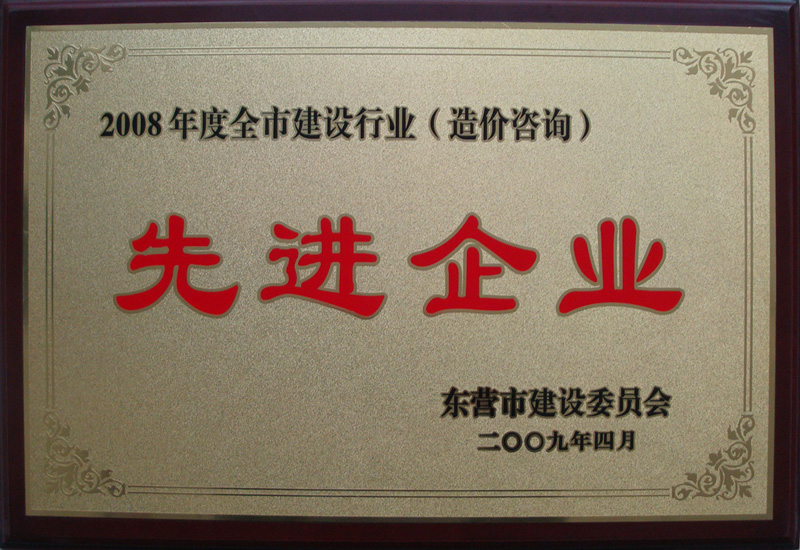 2008年度全市建设行业（造价咨询）
先进企业
东营市建设委员会
二〇〇九年四月